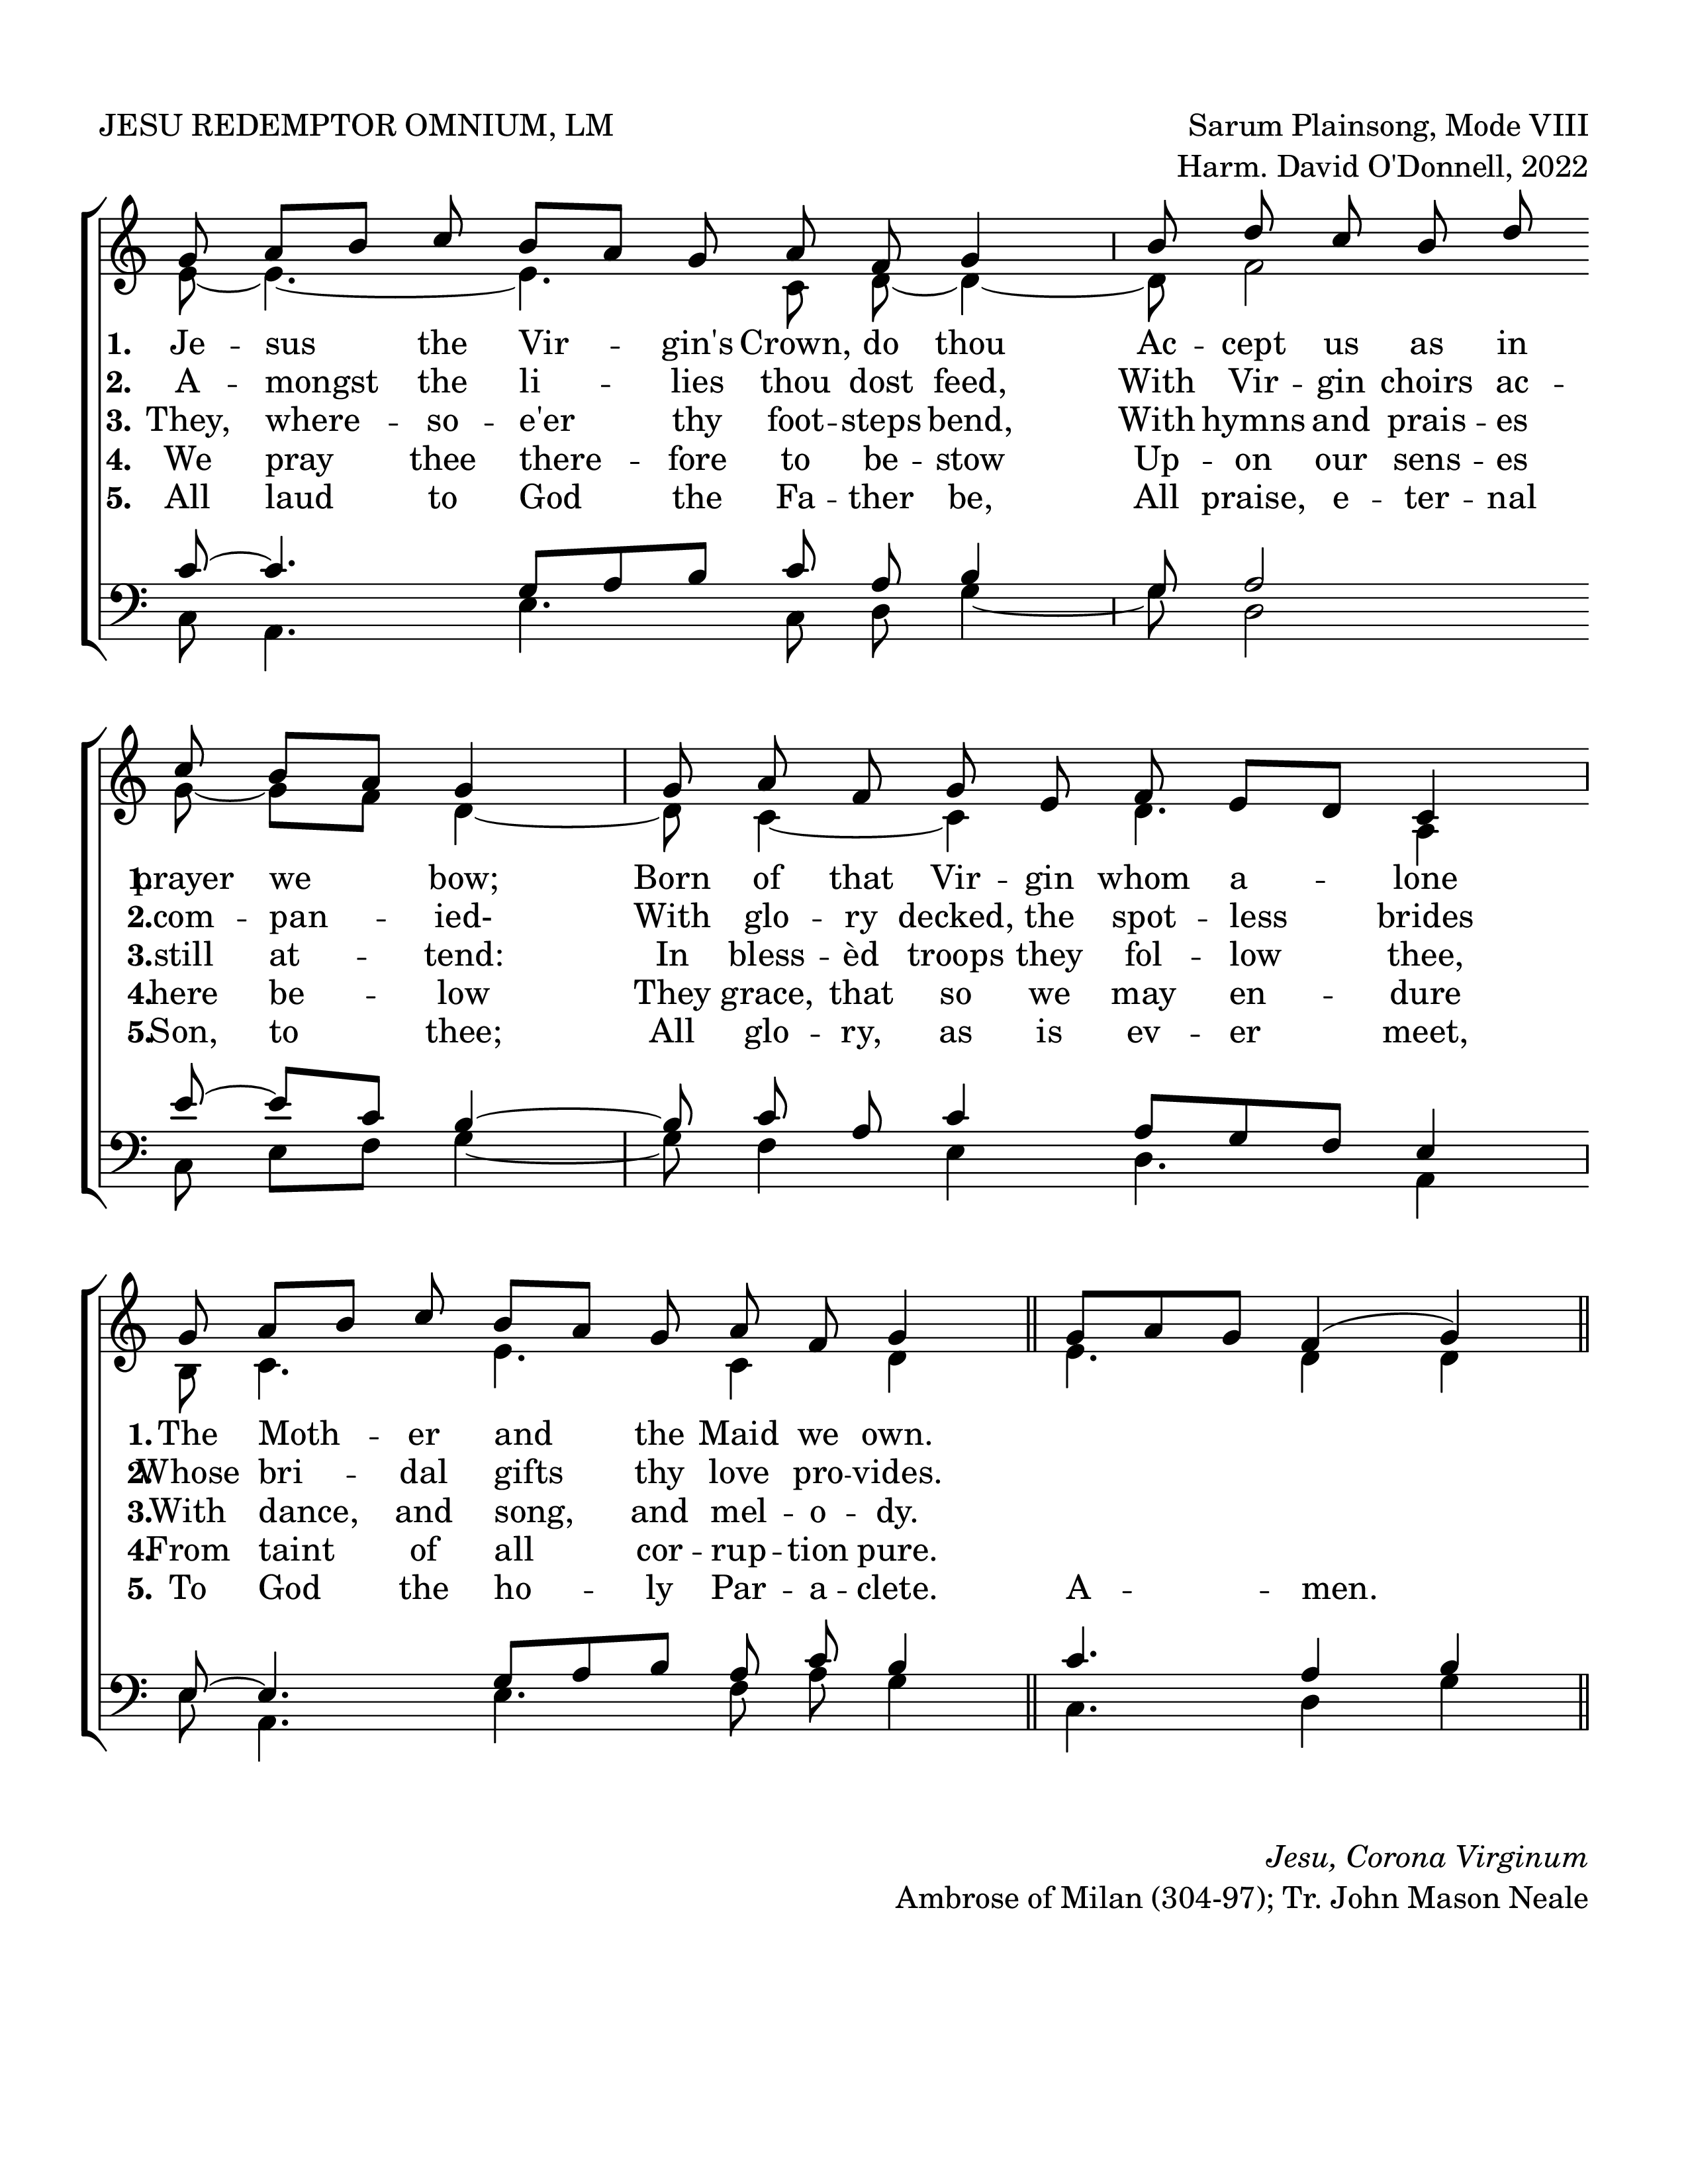 JESU REDEMPTOR OMNIUM, LM
Sarum Plainsong, Mode VIII
Harm. David O'Donnell, 2022
1. Je -- sus the Vir -- gin's Crown, do thou Ac -- cept us as in
2. A -- mongst the li -- lies thou dost feed, With Vir -- gin choirs ac --
3. They, where -- so -- e'er thy foot -- steps bend, With hymns and prais -- es
4. We pray thee there -- fore to be -- stow Up -- on our sens -- es
5. All laud to God the Fa -- ther be, All praise, e -- ter -- nal
1. prayer we bow; Born of that Vir -- gin whom a -- lone
2. com -- pan -- ied- With glo -- ry decked, the spot -- less brides
3. still at -- tend: In bless -- èd troops they fol -- low thee,
4. here be -- low They grace, that so we may en -- dure
5. Son, to thee; All glo -- ry, as is ev -- er meet,
1. The Moth -- er and the Maid we own.
2. Whose bri -- dal gifts thy love pro -- vides.
3. With dance, and song, and mel -- o -- dy.
4. From taint of all cor -- rup -- tion pure.
5. To God the ho -- ly Par -- a -- clete. A -- men.
Jesu, Corona Virginum
Ambrose of Milan (304-97); Tr. John Mason Neale